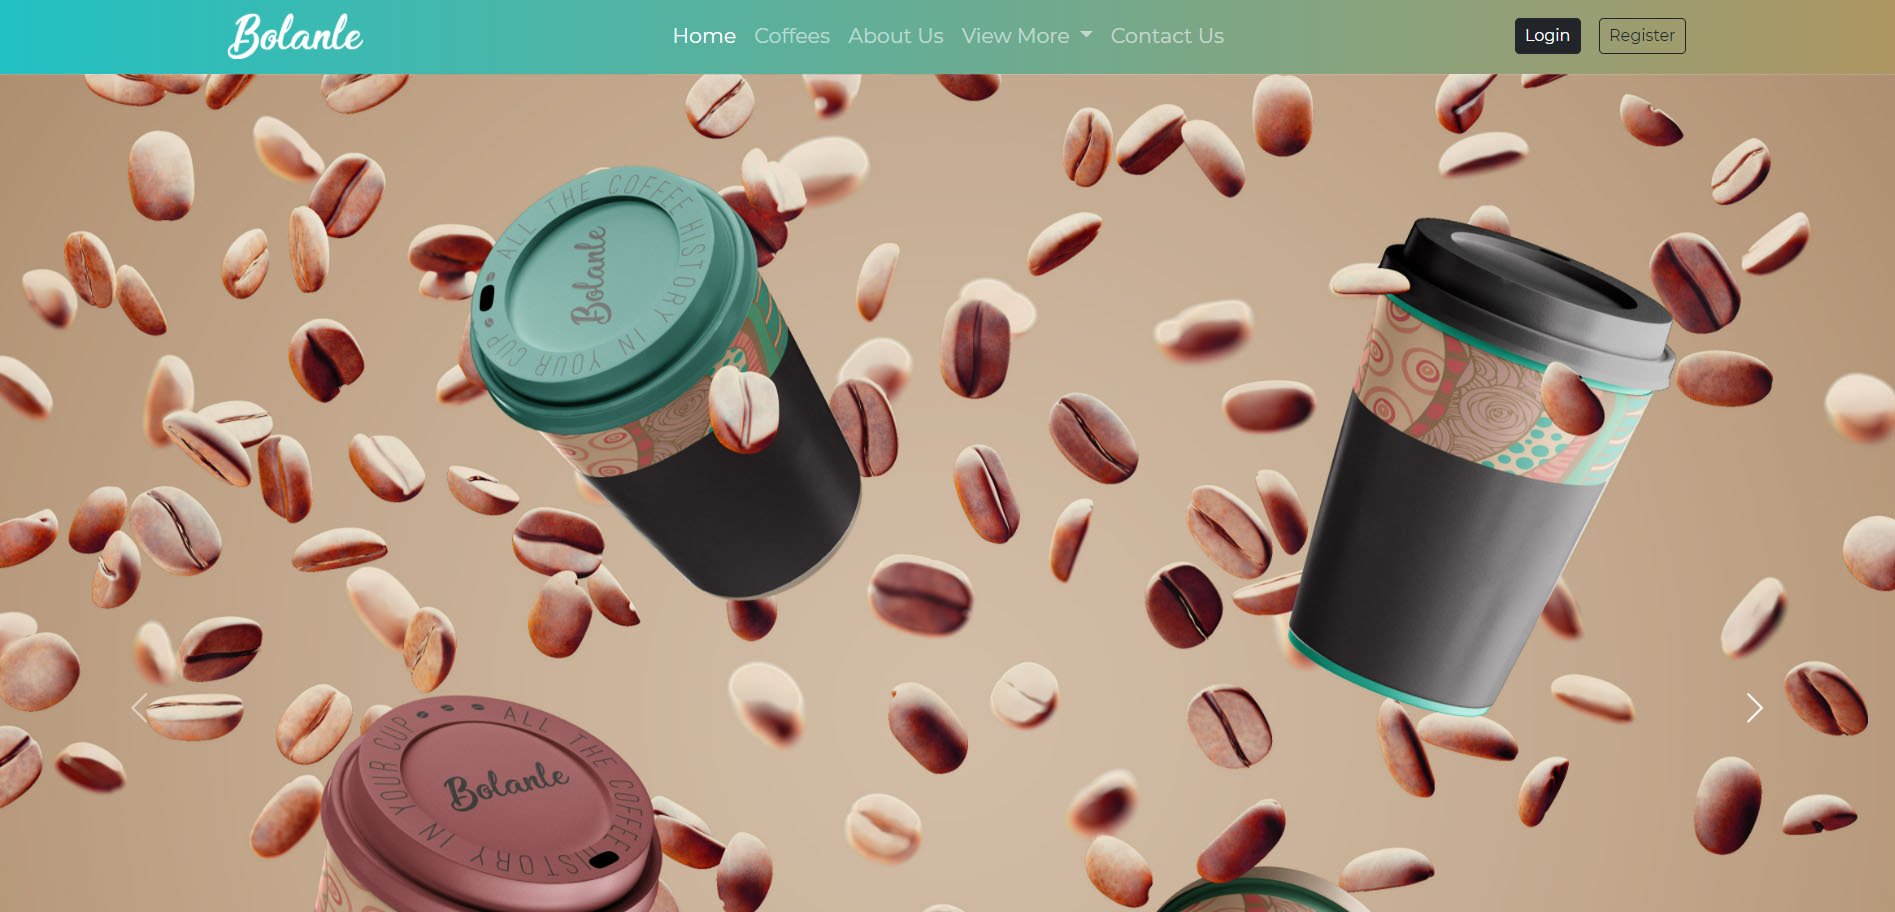 Bolanle
Home Coffees About Us View More Contact Us
Login Register
ALL THE COFFEE HISTORY IN YOUR CUP
Bolanle
ALL THE COFFEE HISTORY IN YOUR CUP
Bolanle